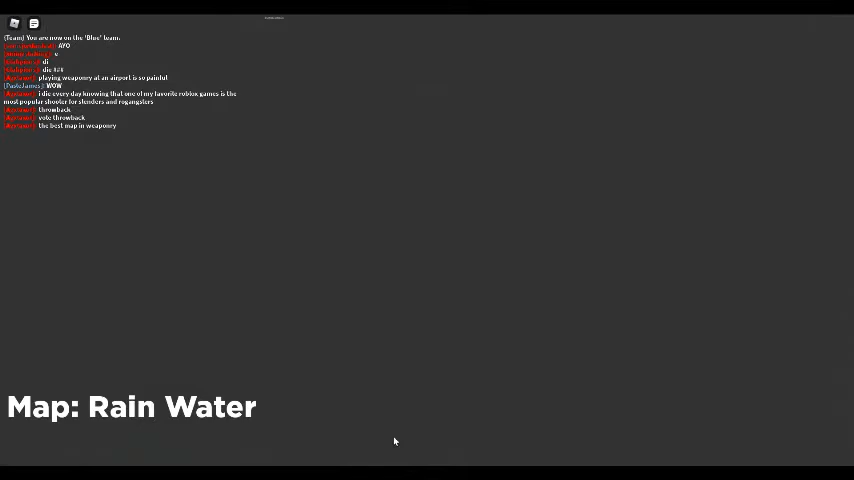 [Team] You are now on the 'Blue' team.
AYO
e
di
die ###
playing weaponry at an airport is so painful
[PasteJames] WOW
i die every day knowing that one of my favorite roblox games is the
most popular shooter for slenders and rogangsters
throwback
vote throwback
the best map in weaponry
Map: Rain Water